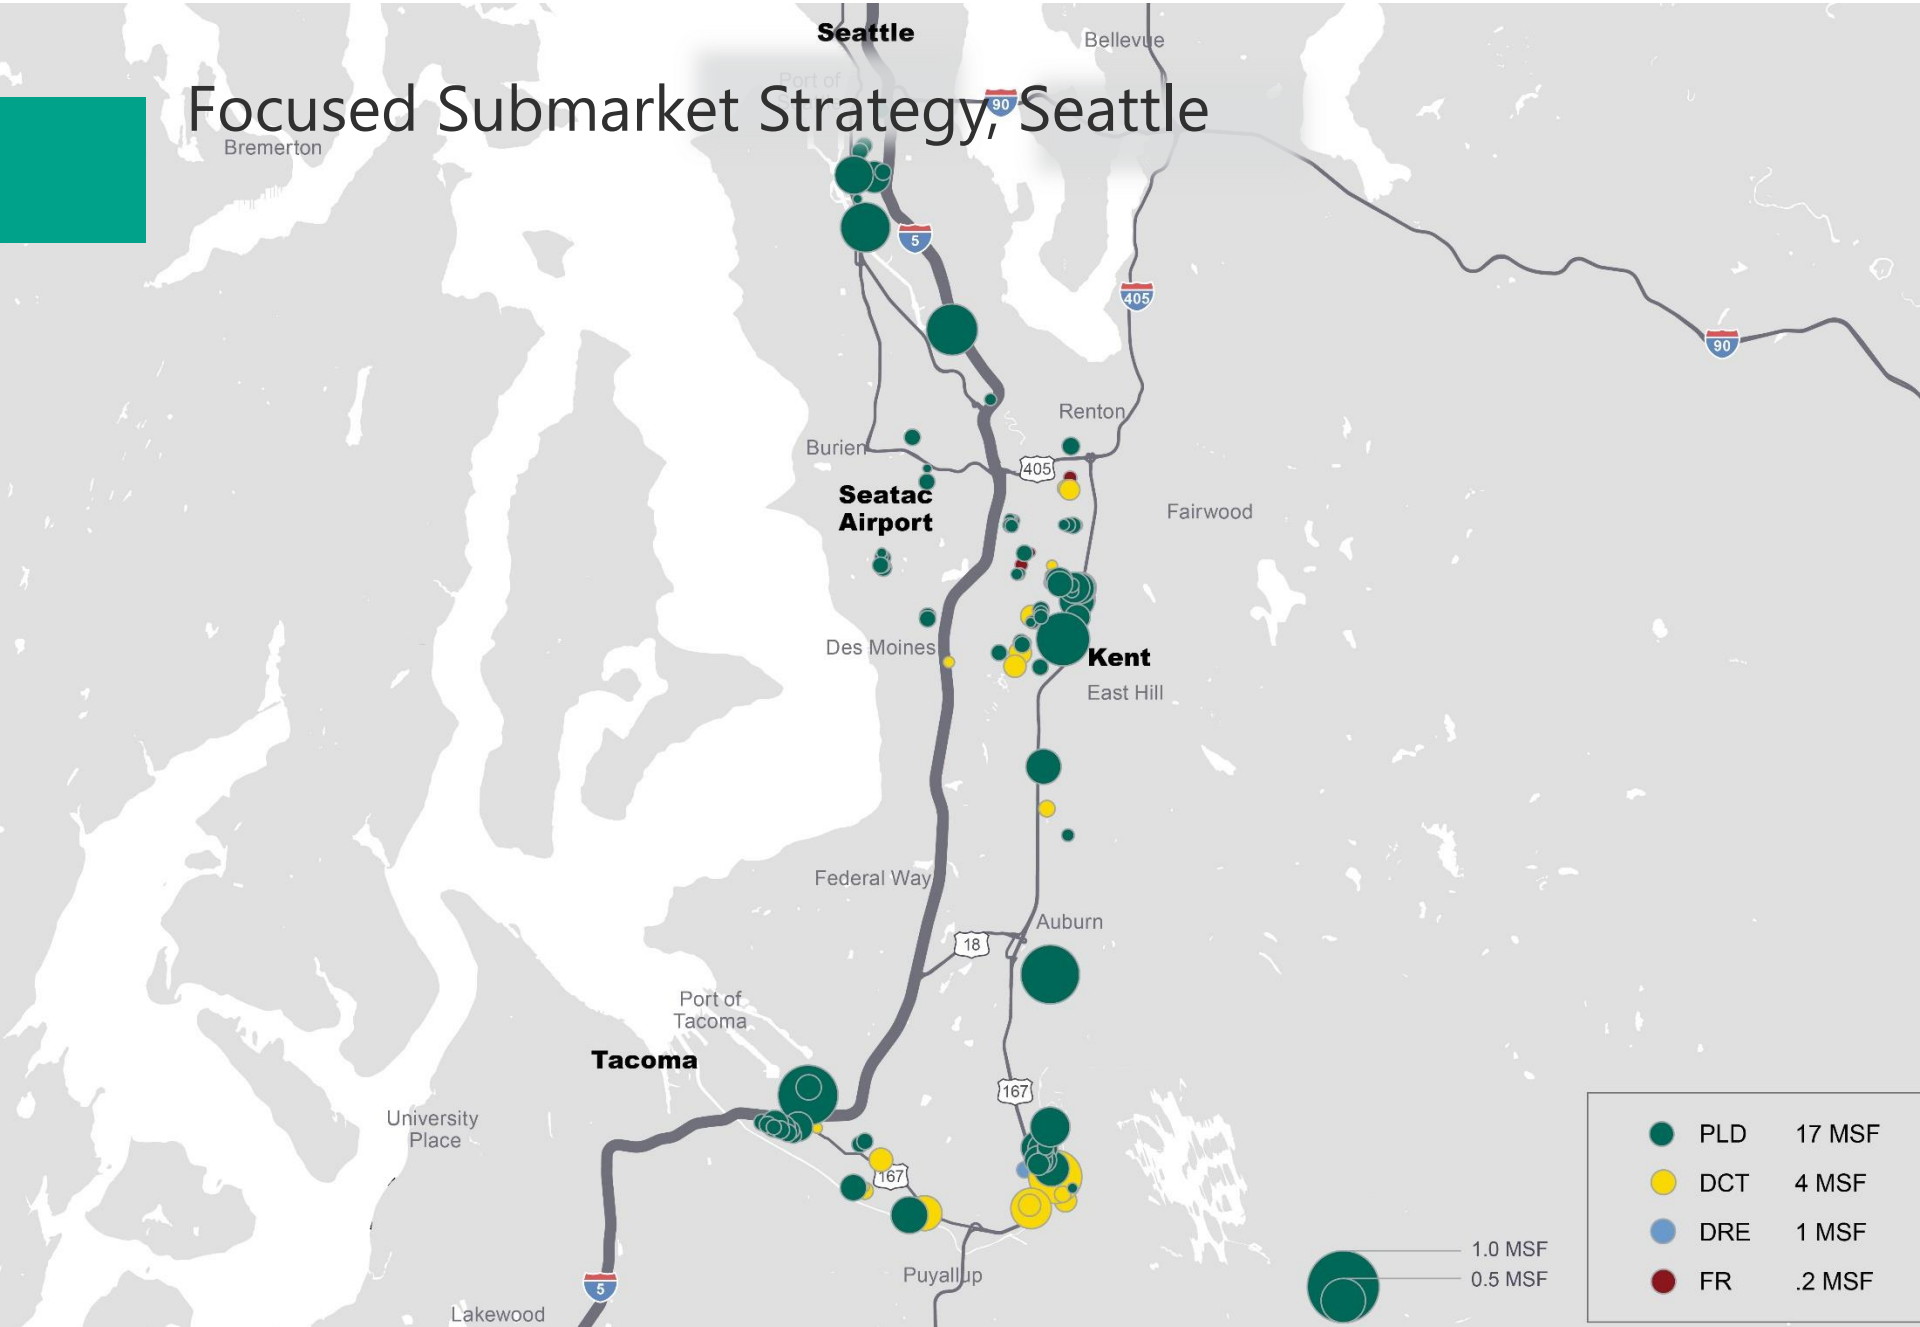 Seattle
Bellevue
Port of
Focused Submarket Strategy, Seattle
90
Bremerton
5
405
90
Renton
Burien
405
Seatac
Airport
Fairwood
Des Moines
Kent
East Hill
Federal Way
Auburn
18
Port of
Tacoma
Tacoma
167
University
Place
167
Puyallup
5
Lakewood
1.0 MSF
0.5 MSF
PLD 17 MSF
DCT 4 MSF
DRE 1 MSF
FR .2 MSF